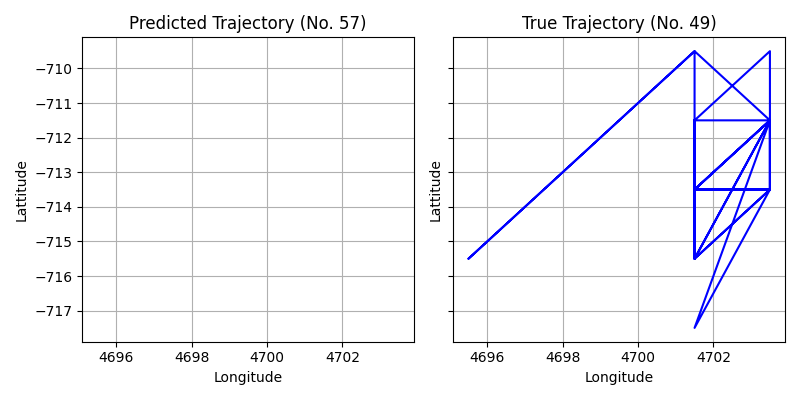 Predicted Trajectory (No. 57)
True Trajectory (No. 49)
Lattitude
−710
−711
−712
−713
−714
−715
−716
−717
4696
4698
4700
4702
Longitude
Lattitude
4696
4698
4700
4702
Longitude